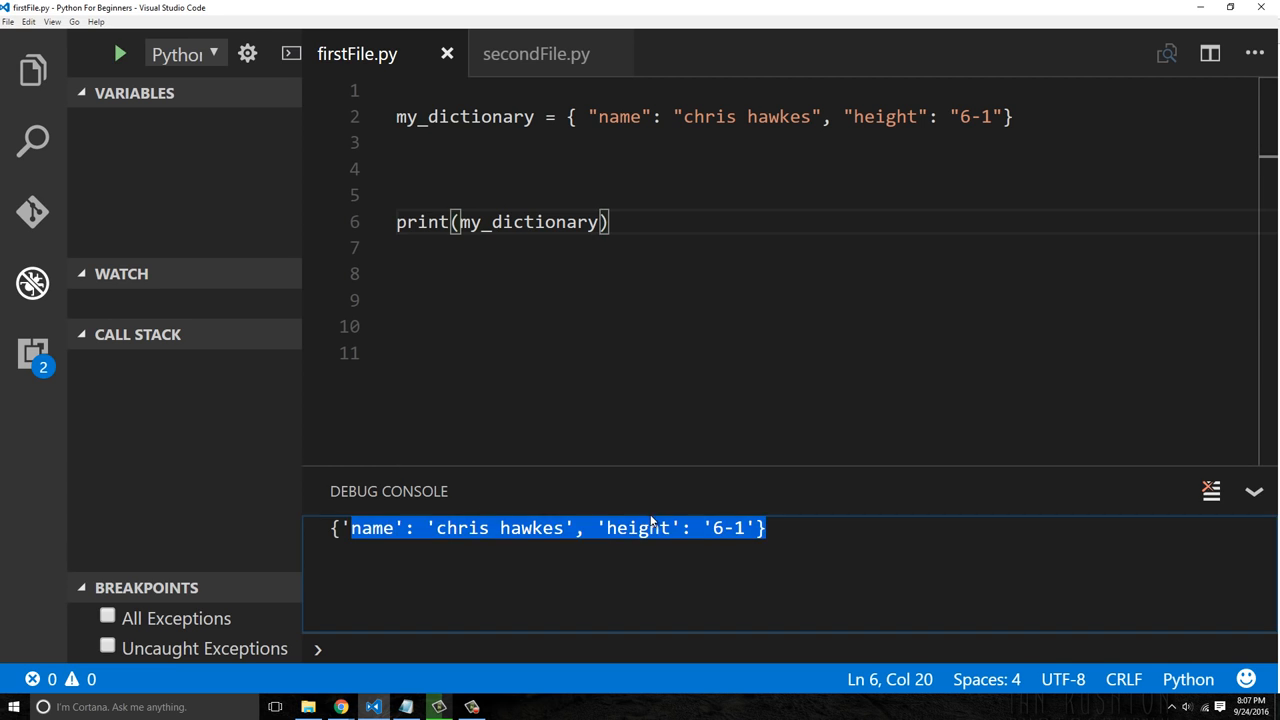 firstFile.py - Python For Beginners - Visual Studio Code
File Edit View Go Help
Python
firstFile.py
secondFile.py
VARIABLES
WATCH
CALL STACK
2
BREAKPOINTS
All Exceptions
Uncaught Exceptions
1
2 my_dictionary = { "name": "chris hawkes", "height": "6-1"}
3
4
5
6 print(my_dictionary)
7
8
9
10
11
DEBUG CONSOLE
{'name': 'chris hawkes', 'height': '6-1'}
0 0
Ln 6, Col 20 Spaces: 4 UTF-8 CRLF Python
I'm Cortana. Ask me anything.
8:07 PM
9/24/2016